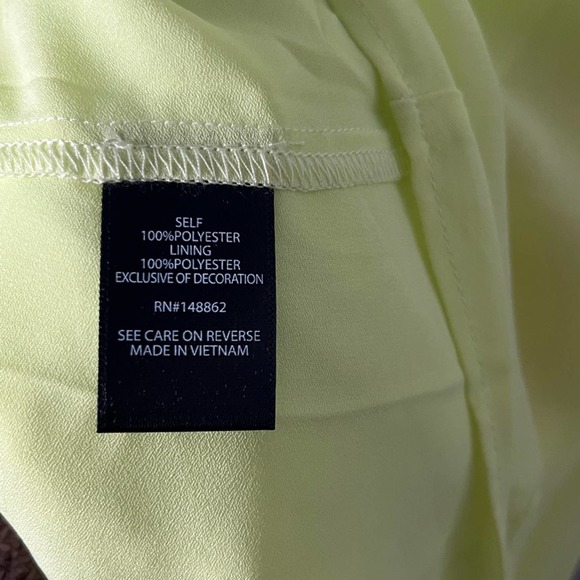 SELF
100%POLYESTER
LINING
100%POLYESTER
EXCLUSIVE OF DECORATION
RN#148862
SEE CARE ON REVERSE
MADE IN VIETNAM